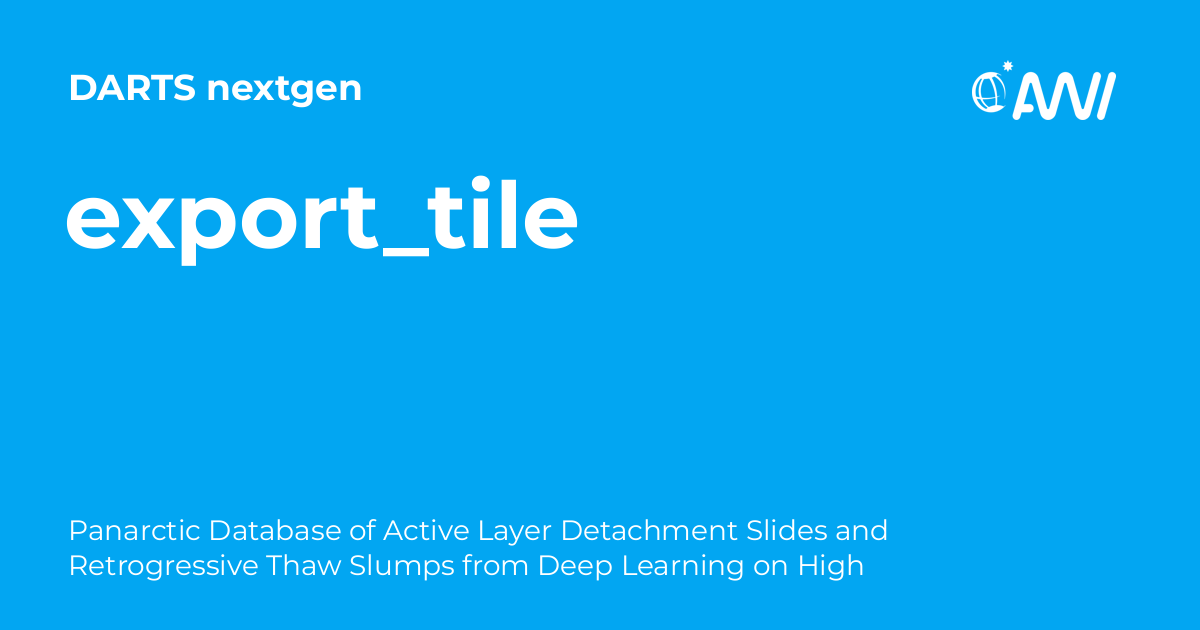 DARTS nextgen
AWI
export_tile
Panarctic Database of Active Layer Detachment Slides and
Retrogressive Thaw Slumps from Deep Learning on High